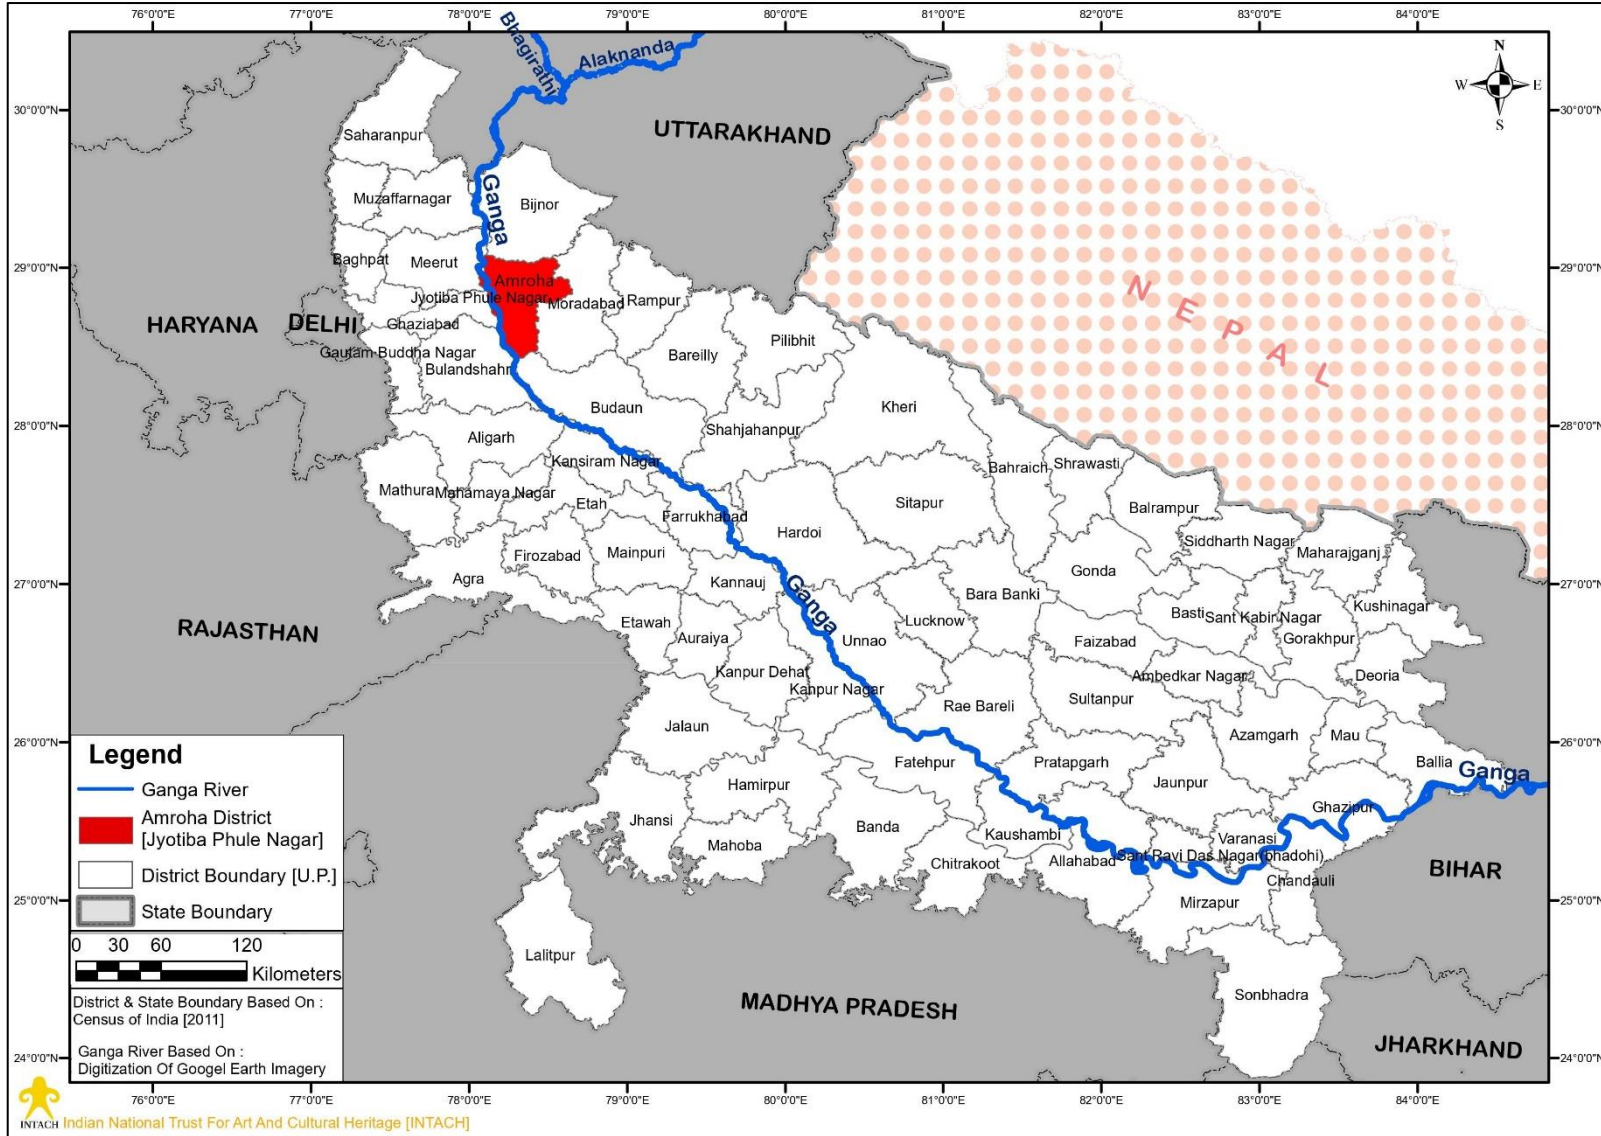 76°0'0"E 77°0'0"E 78°0'0"E 79°0'0"E 80°0'0"E 81°0'0"E 82°0'0"E 83°0'0"E 84°0'0"E
30°0'0"N
29°0'0"N
28°0'0"N
27°0'0"N
26°0'0"N
25°0'0"N
24°0'0"N
Bhagirathi
Alaknanda
N
W E
S
UTTARAKHAND
Saharanpur
Muzaffarnagar
Ganga
Bijnor
Baghpat
Meerut
Amroha
Jyotiba Phule Nagar
Moradabad
Rampur
NEPAL
HARYANA
DELHI
Ghaziabad
Gautam Buddha Nagar
Bulandshahr
Bareilly
Pilibhit
Budaun
Kheri
Shahjahanpur
Aligarh
Kansiram Nagar
Bahraich
Shrawasti
Mathura
Mahamaya Nagar
Etah
Farrukhabad
Hardoi
Sitapur
Balrampur
Siddharth Nagar
Maharajganj
Agra
Firozabad
Mainpuri
Kannauj
Ganga
Gonda
Bara Banki
Kushinagar
RAJASTHAN
Etawah
Auraiya
Unnao
Lucknow
Faizabad
Basti
Sant Kabir Nagar
Gorakhpur
Kanpur Dehat
Kanpur Nagar
Rae Bareli
Sultanpur
Ambedkar Nagar
Deoria
Jalaun
Fatehpur
Pratapgarh
Azamgarh
Mau
Ballia
Ganga
Hamirpur
Jaunpur
Ghazipur
Jhansi
Mahoba
Banda
Kaushambi
Chitrakoot
Allahabad
Sant Ravi Das Nagar(bhadohi)
Varanasi
Chandauli
Mirzapur
BIHAR
Lalitpur
Sonbhadra
MADHYA PRADESH
JHARKHAND
Legend
Ganga River
Amroha District
[Jyotiba Phule Nagar]
District Boundary [U.P.]
State Boundary
0 30 60 120
Kilometers
District & State Boundary Based On :
Census of India [2011]
Ganga River Based On :
Digitization Of Googel Earth Imagery
30°0'0"N
29°0'0"N
28°0'0"N
27°0'0"N
26°0'0"N
25°0'0"N
24°0'0"N
76°0'0"E 77°0'0"E 78°0'0"E 79°0'0"E 80°0'0"E 81°0'0"E 82°0'0"E 83°0'0"E 84°0'0"E
INTACH
Indian National Trust For Art And Cultural Heritage [INTACH]